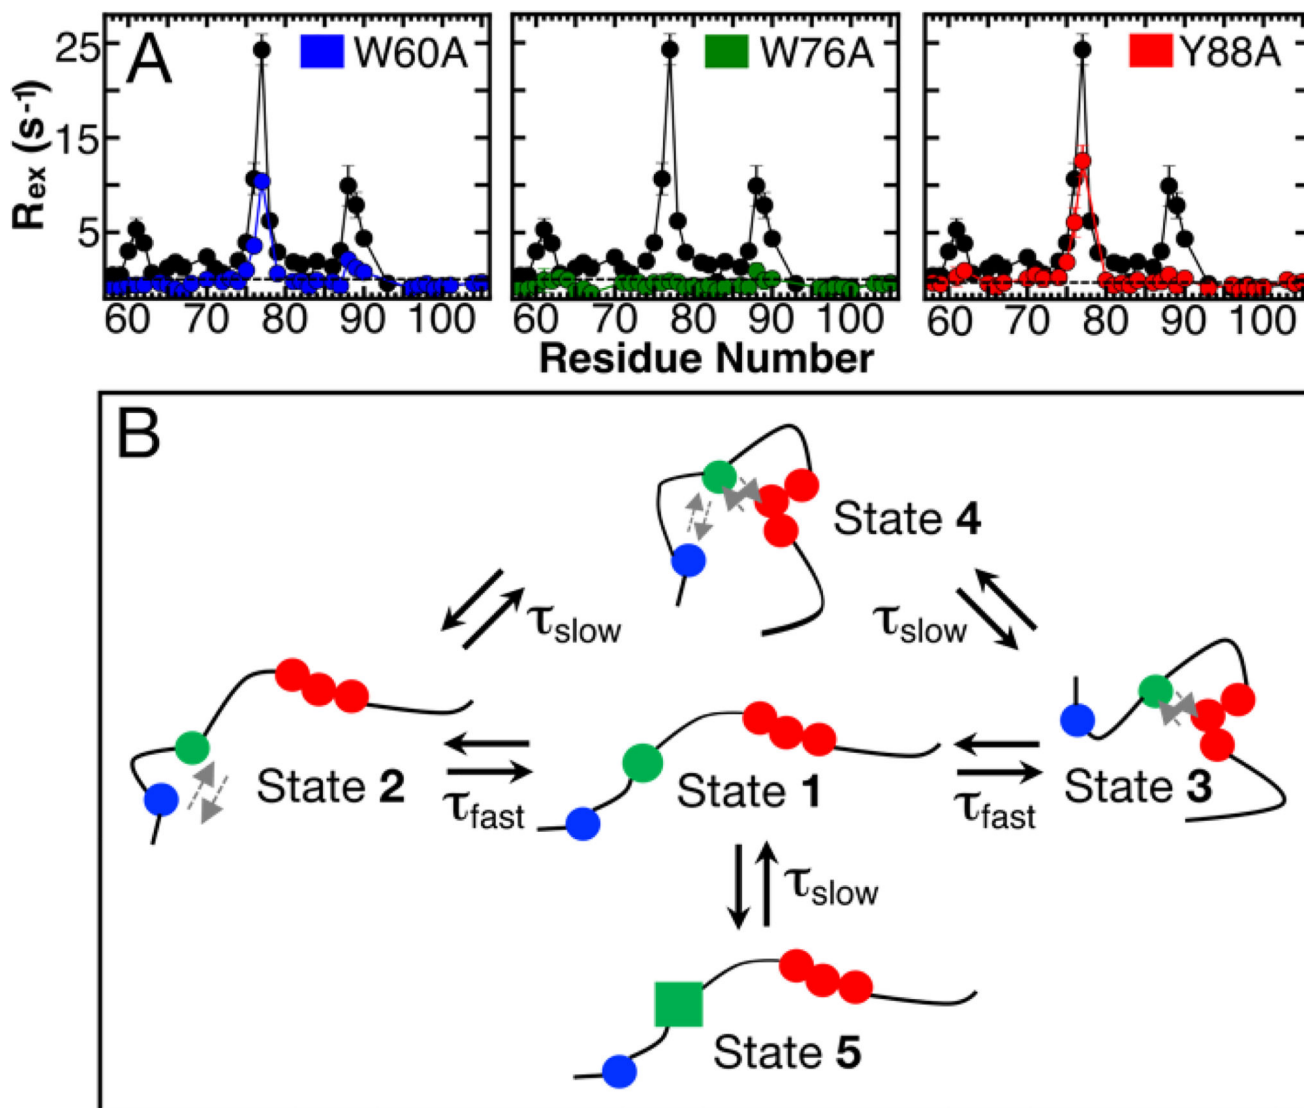 A
W60A
W76A
Y88A
25
15
5
Rex (s-1)
60 70 80 90 100
60 70 80 90 100
60 70 80 90 100
Residue Number
B
State 4
τslow
τslow
State 2
τfast
State 1
τfast
State 3
τslow
State 5